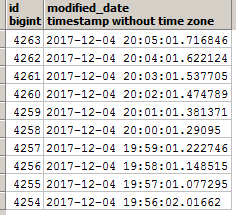 id modified_date
bigint timestamp without time zone
4263 2017-12-04 20:05:01.716846
4262 2017-12-04 20:04:01.622124
4261 2017-12-04 20:03:01.537705
4260 2017-12-04 20:02:01.474789
4259 2017-12-04 20:01:01.381371
4258 2017-12-04 20:00:01.29095
4257 2017-12-04 19:59:01.222746
4256 2017-12-04 19:58:01.148515
4255 2017-12-04 19:57:01.077295
4254 2017-12-04 19:56:02.01662